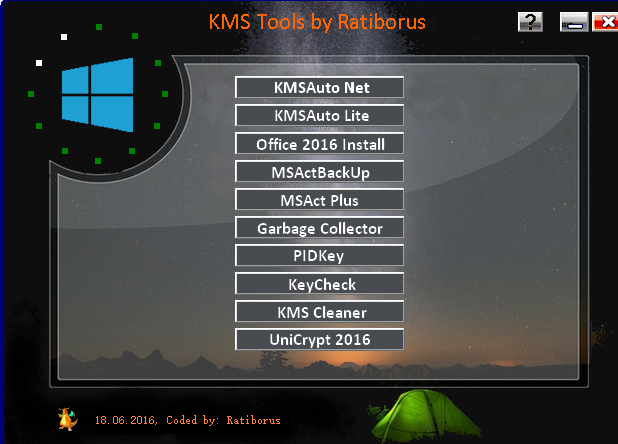 KMS Tools by Ratiborus
?
KMSAuto Net
KMSAuto Lite
Office 2016 Install
MSActBackUp
MSAct Plus
Garbage Collector
PIDKey
KeyCheck
KMS Cleaner
UniCrypt 2016
18.06.2016, Coded by: Ratiborus